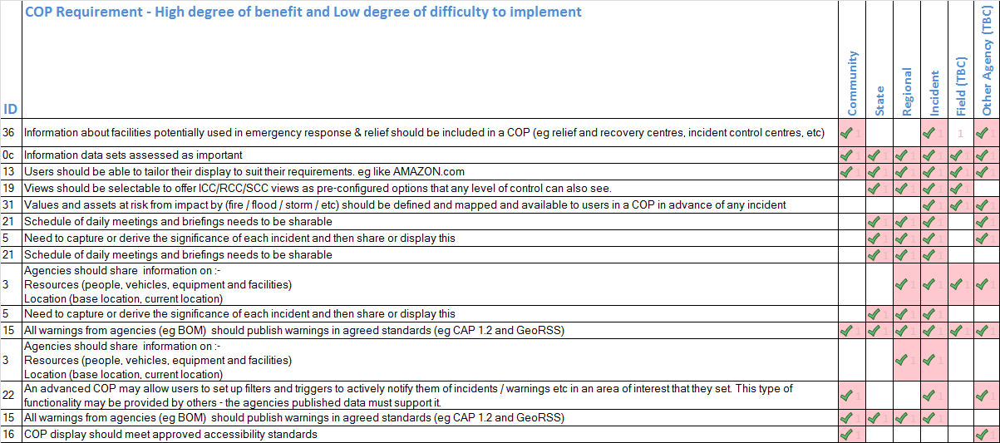 COP Requirement - High degree of benefit and Low degree of difficulty to implement
ID
Community
State
Regional
Incident
Field (TBC)
Other Agency (TBC)
36 Information about facilities potentially used in emergency response & relief should be included in a COP (eg relief and recovery centres, incident control centres, etc) 1 1 1 1
0c Information data sets assessed as important 1 1 1 1 1 1
13 Users should be able to tailor their display to suit their requirements. eg like AMAZON.com 1 1 1 1 1 1
19 Views should be selectable to offer ICC/RCC/SCC views as pre-configured options that any level of control can also see. 1 1 1 1
31 Values and assets at risk from impact by (fire / flood / storm / etc) should be defined and mapped and available to users in a COP in advance of any incident 1 1 1
21 Schedule of daily meetings and briefings needs to be sharable 1 1 1 1
5 Need to capture or derive the significance of each incident and then share or display this 1 1 1 1
21 Schedule of daily meetings and briefings needs to be sharable 1 1 1
Agencies should share information on :-
3 Resources (people, vehicles, equipment and facilities) 1 1 1 1
Location (base location, current location)
5 Need to capture or derive the significance of each incident and then share or display this 1 1 1
15 All warnings from agencies (eg BOM) should publish warnings in agreed standards (eg CAP 1.2 and GeoRSS) 1 1 1 1 1 1
Agencies should share information on :-
3 Resources (people, vehicles, equipment and facilities) 1 1
Location (base location, current location)
22 An advanced COP may allow users to set up filters and triggers to actively notify them of incidents / warnings etc in an area of interest that they set. This type of
functionality may be provided by others - the agencies published data must support it. 1 1 1
15 All warnings from agencies (eg BOM) should publish warnings in agreed standards (eg CAP 1.2 and GeoRSS) 1 1 1 1
16 COP display should meet approved accessibility standards 1 1